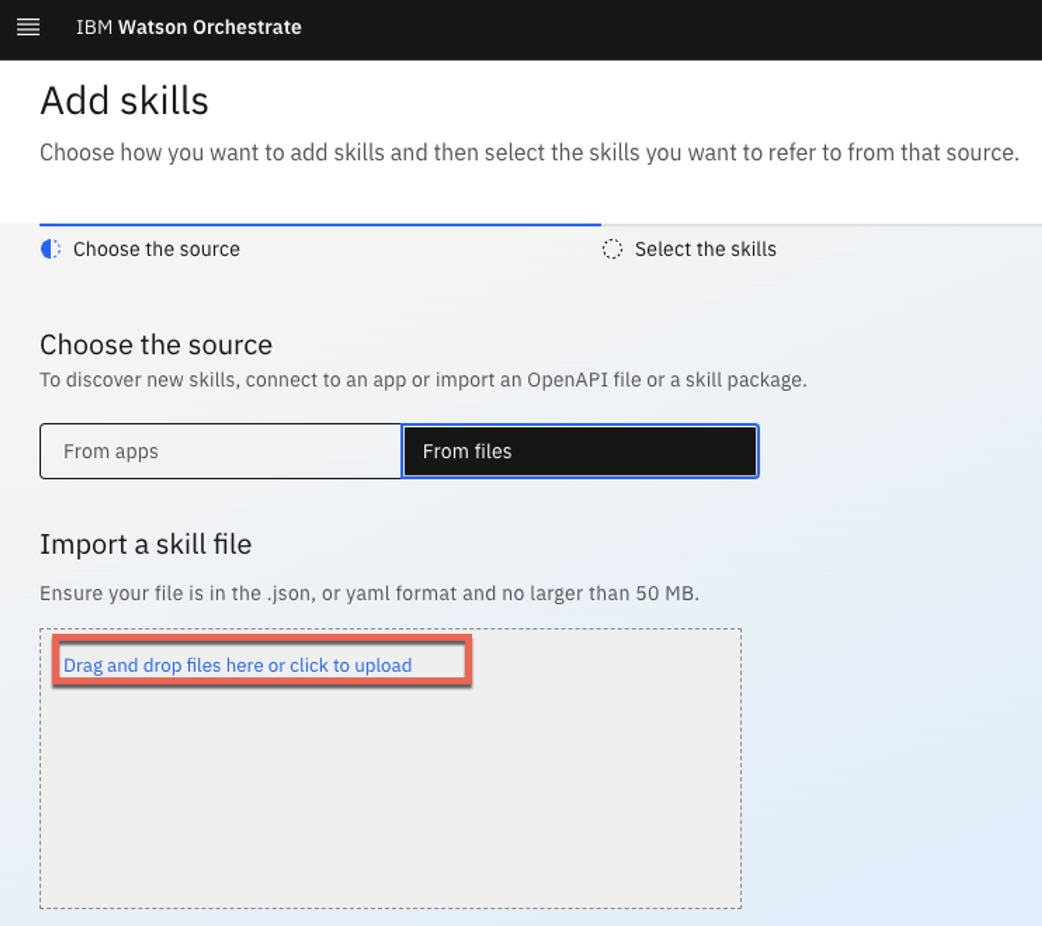 IBM Watson Orchestrate
Add skills
Choose how you want to add skills and then select the skills you want to refer to from that source.
Choose the source
Select the skills
Choose the source
To discover new skills, connect to an app or import an OpenAPI file or a skill package.
From apps
From files
Import a skill file
Ensure your file is in the .json, or yaml format and no larger than 50 MB.
Drag and drop files here or click to upload